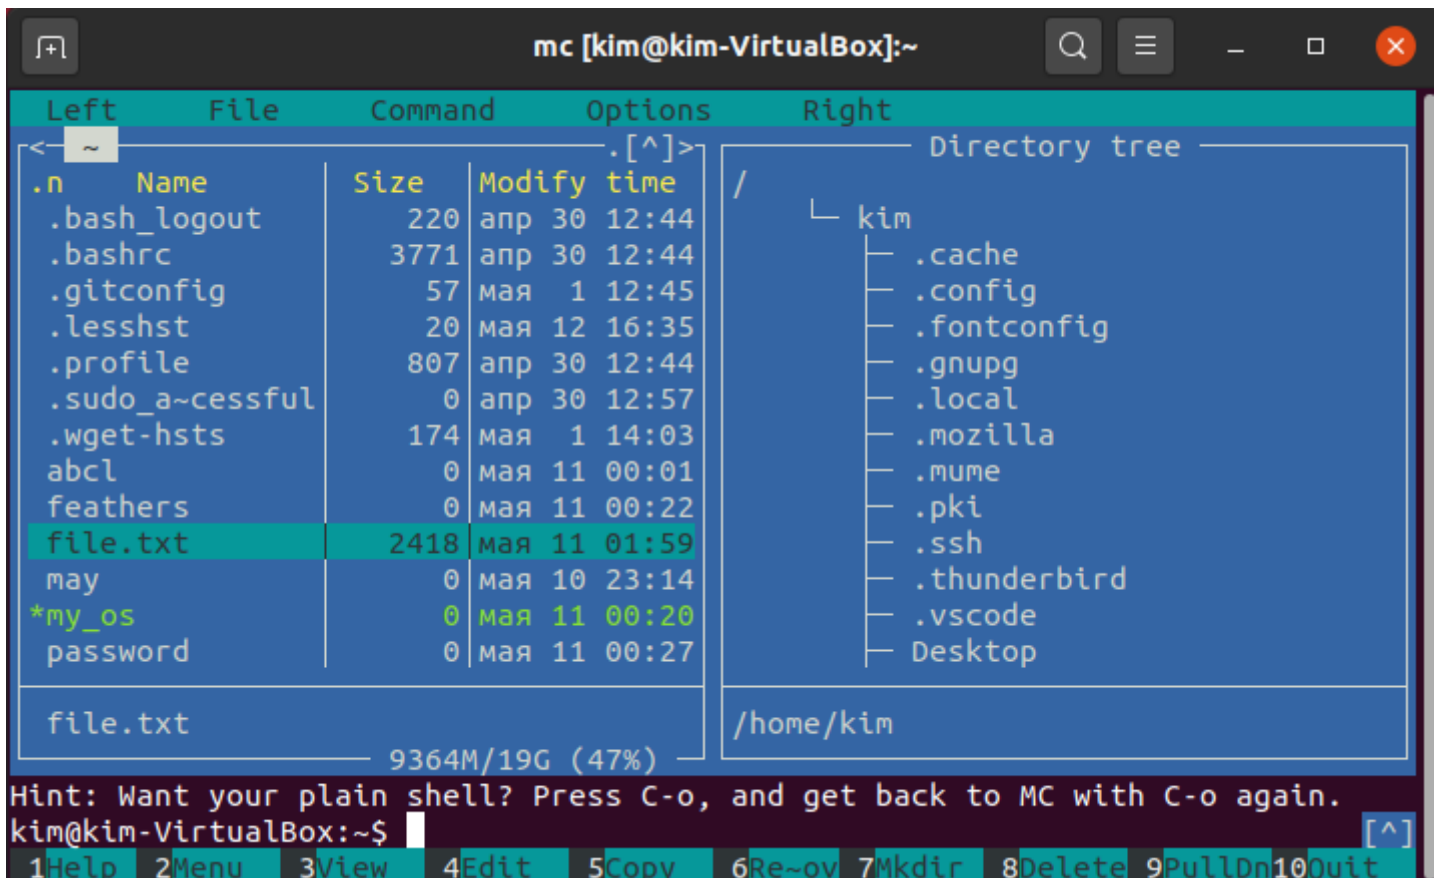 mc [kim@kim-VirtualBox]:~
Left File Command Options Right
<- ~ .[^]> Directory tree
.n Name Size Modify time /
.bash_logout 220 апр 30 12:44 kim
.bashrc 3771 апр 30 12:44 .cache
.gitconfig 57 мая 1 12:45 .config
.lesshst 20 мая 12 16:35 .fontconfig
.profile 807 апр 30 12:44 .gnupg
.sudo_a~cessful 0 апр 30 12:57 .local
.wget-hsts 174 мая 1 14:03 .mozilla
abcl 0 мая 11 00:01 .mume
feathers 0 мая 11 00:22 .pki
file.txt 2418 мая 11 01:59 .ssh
may 0 мая 10 23:14 .thunderbird
*my_os 0 мая 11 00:20 .vscode
password 0 мая 11 00:27 Desktop
file.txt /home/kim
9364M/19G (47%)
Hint: Want your plain shell? Press C-o, and get back to MC with C-o again.
kim@kim-VirtualBox:~$ [^]
1Help 2Menu 3View 4Edit 5Copy 6Re~ov 7Mkdir 8Delete 9PullDn 10Quit